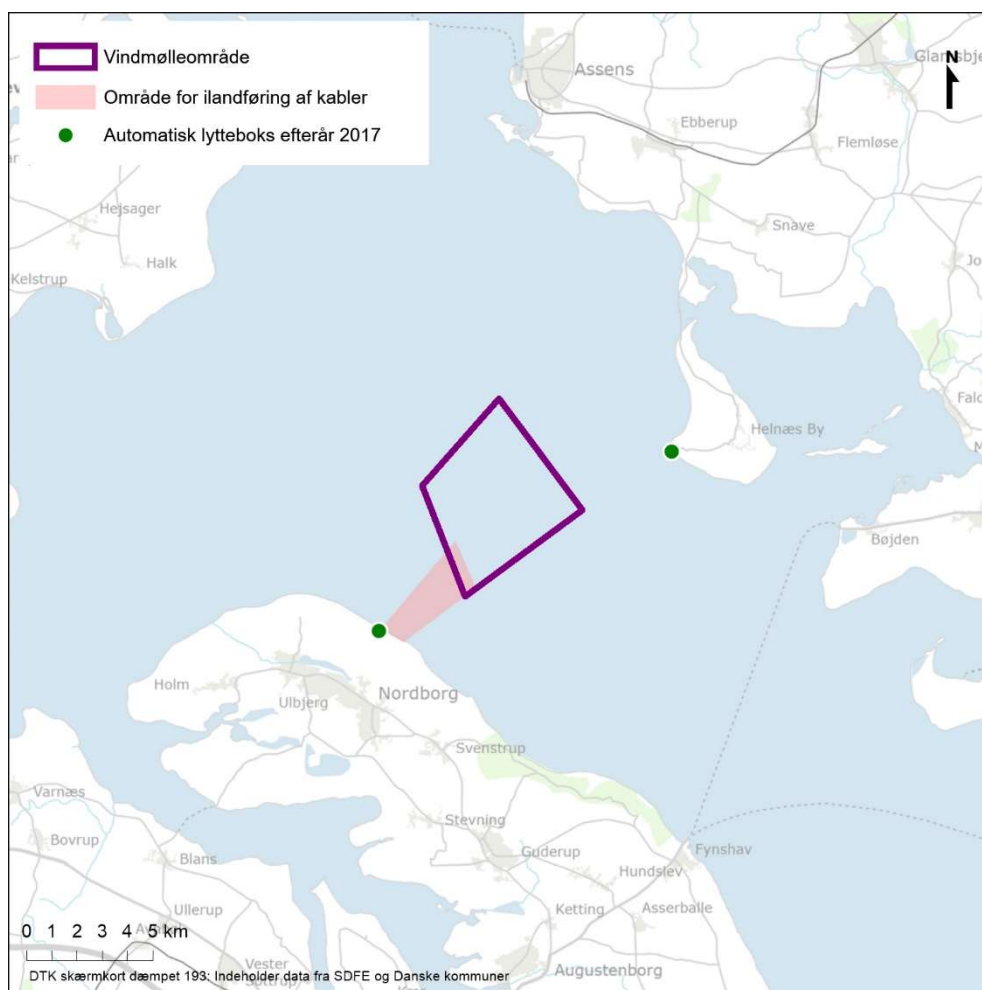 Vindmølleområde
Område for ilandføring af kabler
Automatisk lytteboks efterår 2017
N
Assens
Ebberup
Flemløse
Snave
Hejsager
Halk
Kelstrup
Helnæs By
Bøjden
Holm
Ulbjerg
Nordborg
Svenstrup
Varnæs
Bovrup
Blans
Stevning
Guderup
Hundslev
Fynshav
Ullerup
Ketting
Asserballe
Vester
Augustenborg
0 1 2 3 4 5 km
DTK skærmkort dæmpet 193: Indeholder data fra SDFE og Danske kommuner